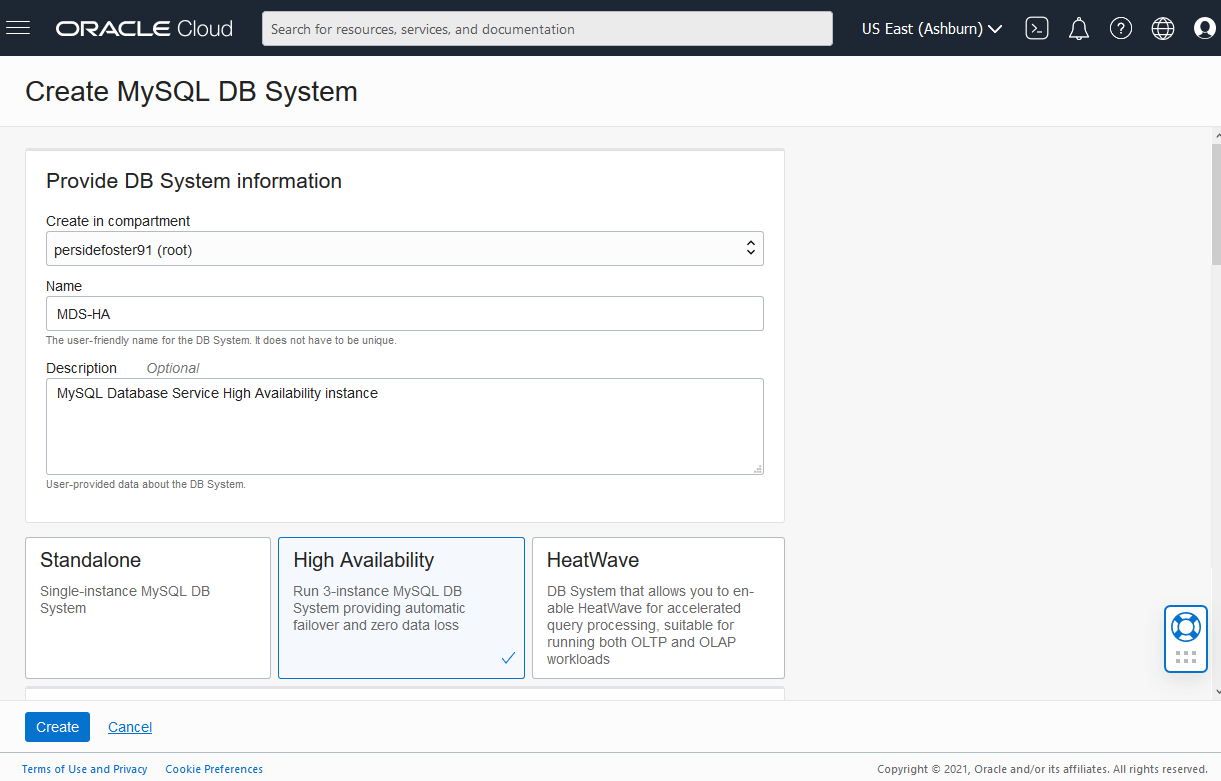 ORACLE Cloud
Search for resources, services, and documentation
US East (Ashburn)
Create MySQL DB System
Provide DB System information
Create in compartment
persidefoster91 (root)
Name
MDS-HA
The user-friendly name for the DB System. It does not have to be unique.
Description Optional
MySQL Database Service High Availability instance
User-provided data about the DB System.
Standalone
Single-instance MySQL DB
System
High Availability
Run 3-instance MySQL DB
System providing automatic
failover and zero data loss
HeatWave
DB System that allows you to en-
able HeatWave for accelerated
query processing, suitable for
running both OLTP and OLAP
workloads
Create Cancel
Terms of Use and Privacy Cookie Preferences
Copyright © 2021, Oracle and/or its affiliates. All rights reserved.